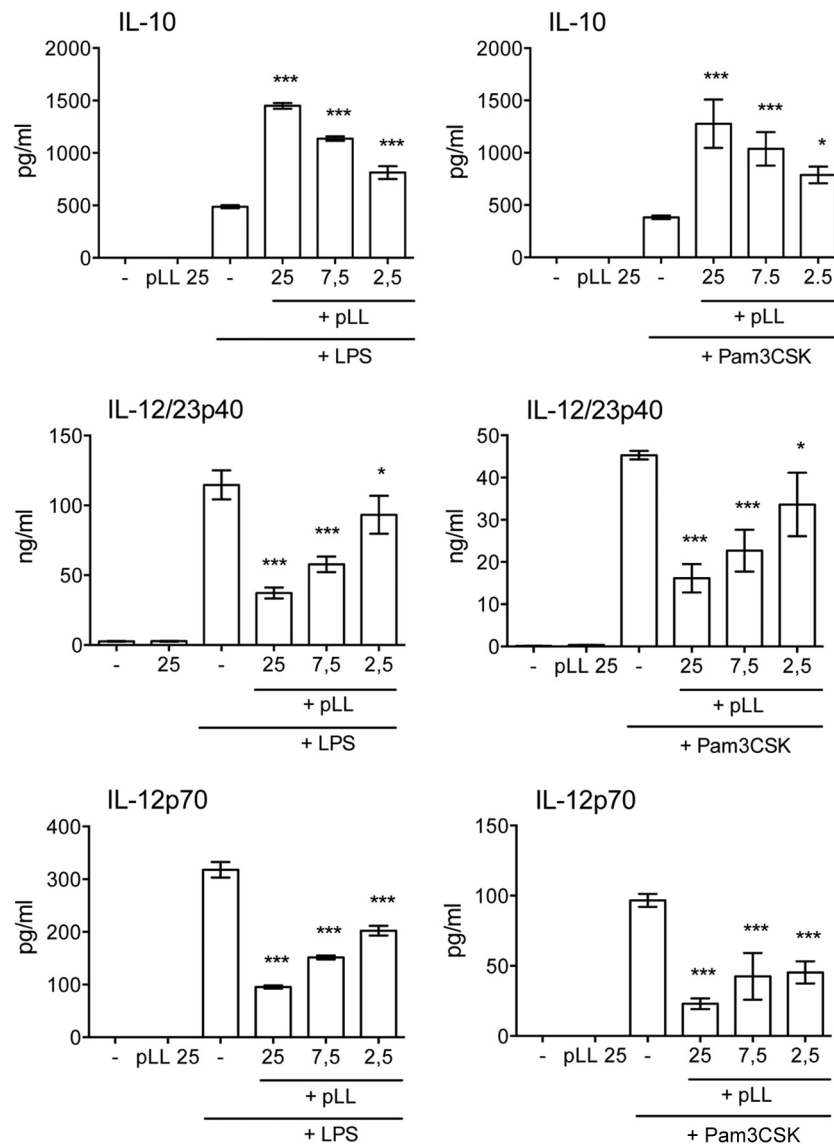 IL-10
2000
1500
1000
500
0
pg/ml
***
***
***
- pLL 25 - 25 7,5 2,5
+ pLL
+ LPS
IL-10
2000
1500
1000
500
0
pg/ml
***
***
*
- pLL 25 - 25 7.5 2.5
+ pLL
+ Pam3CSK
IL-12/23p40
150
100
50
0
ng/ml
***
***
*
- 25 - 25 7,5 2,5
+ pLL
+ LPS
IL-12/23p40
50
40
30
20
10
0
ng/ml
***
***
*
- pLL 25 - 25 7,5 2,5
+ pLL
+ Pam3CSK
IL-12p70
400
300
200
100
0
pg/ml
***
***
***
- pLL 25 - 25 7,5 2,5
+ pLL
+ LPS
IL-12p70
150
100
50
0
pg/ml
***
***
***
- pLL 25 - 25 7,5 2,5
+ pLL
+ Pam3CSK